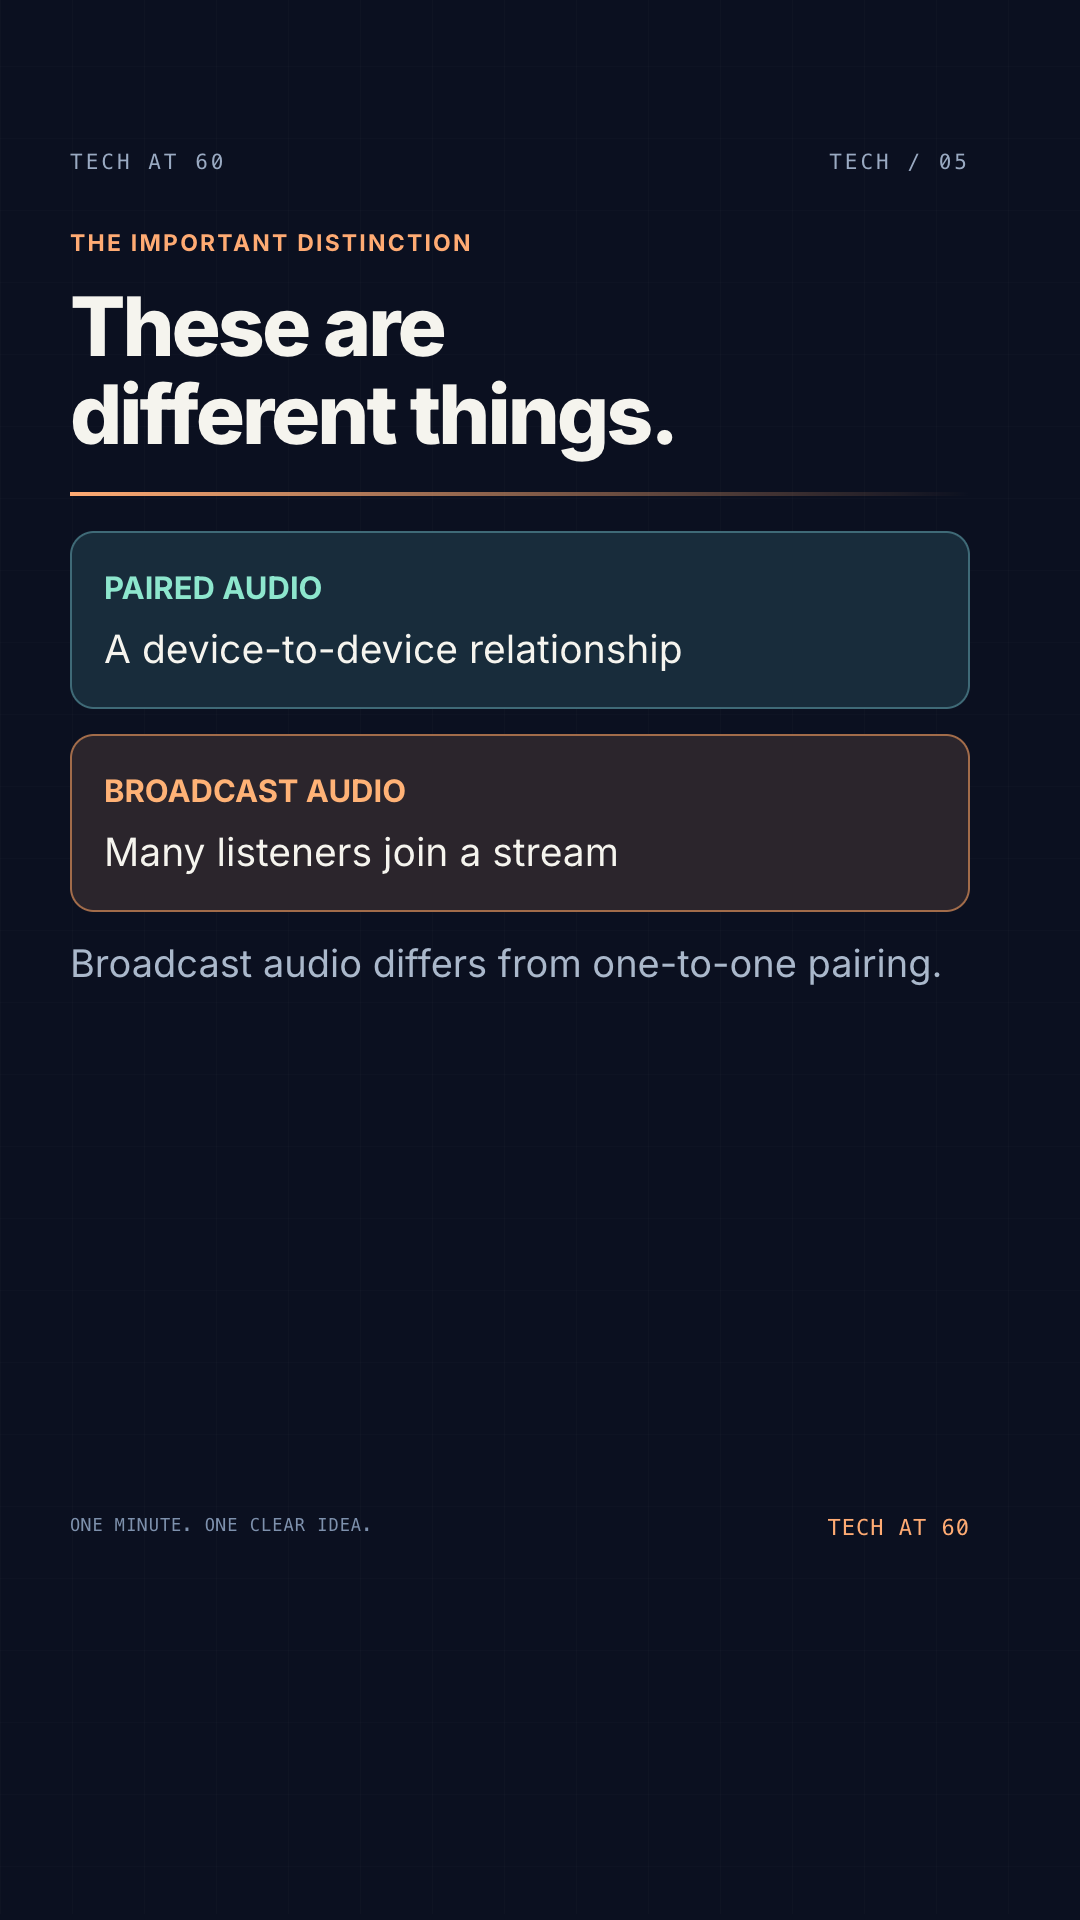 TECH AT 60
TECH / 05
THE IMPORTANT DISTINCTION
These are
different things.
PAIRED AUDIO
A device-to-device relationship
BROADCAST AUDIO
Many listeners join a stream
Broadcast audio differs from one-to-one pairing.
ONE MINUTE. ONE CLEAR IDEA.
TECH AT 60